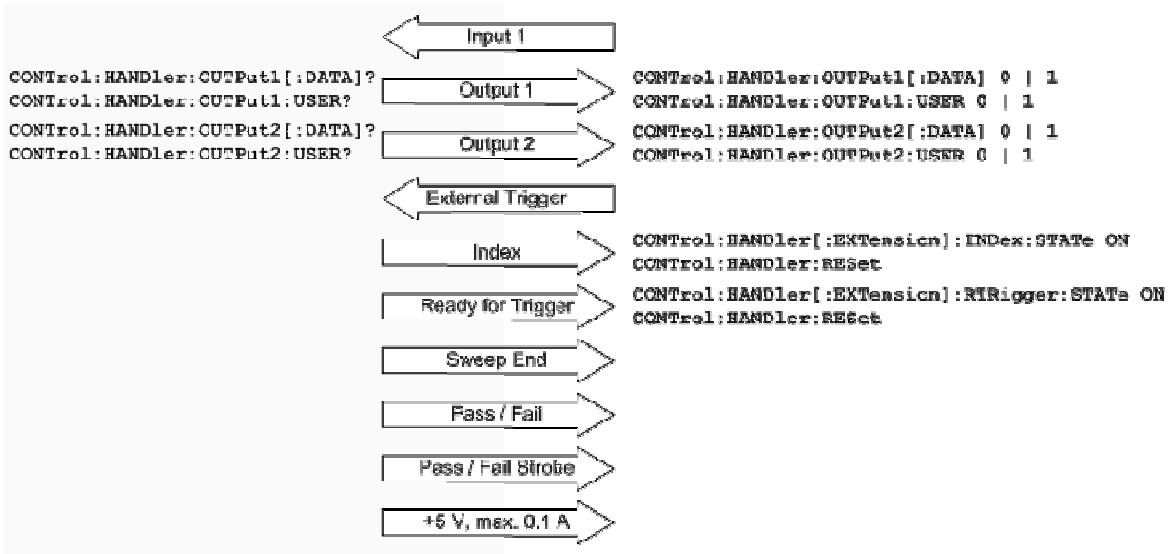 Input 1
CONTrol:HANDler:OUTPut1[:DATA]?
CONTrol:HANDler:OUTPut1:USER?
Output 1
CONTrol:HANDler:OUTPut1[:DATA] 0 | 1
CONTrol:HANDler:OUTPut1:USER 0 | 1
CONTrol:HANDler:OUTPut2[:DATA]?
CONTrol:HANDler:OUTPut2:USER?
Output 2
CONTrol:HANDler:OUTPut2[:DATA] 0 | 1
CONTrol:HANDler:OUTPut2:USER 0 | 1
External Trigger
Index
CONTrol:HANDler[:EXTension]:INDex:STATe ON
CONTrol:HANDler:RESet
Ready for Trigger
CONTrol:HANDler[:EXTension]:RTRigger:STATe ON
CONTrol:HANDler:RESet
Sweep End
Pass / Fail
Pass / Fail Strobe
+5 V, max. 0.1 A